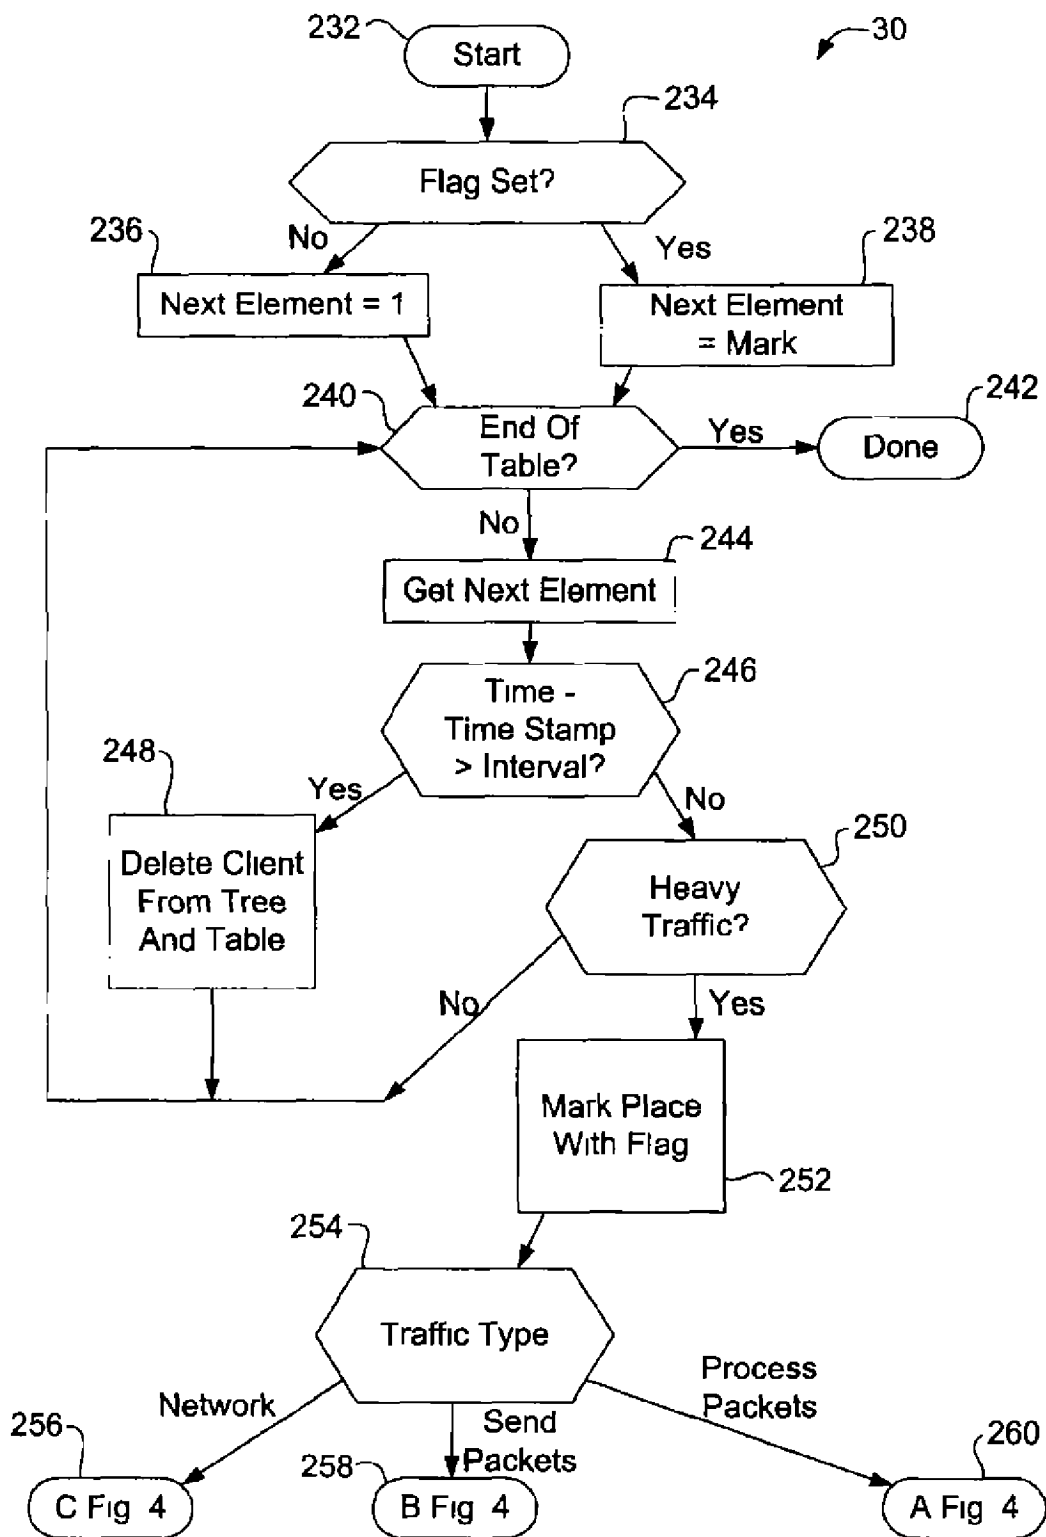 232
Start
30
234
Flag Set?
236
No
Yes
238
Next Element = 1
Next Element
= Mark
240
End Of
Table?
Yes
242
Done
No
244
Get Next Element
246
Time -
Time Stamp
> Interval?
248
Yes
No
250
Delete Client
From Tree
And Table
Heavy
Traffic?
No
Yes
Mark Place
With Flag
252
254
Traffic Type
Network
Send
Packets
Process
Packets
256
C Fig 4
258
B Fig 4
260
A Fig 4